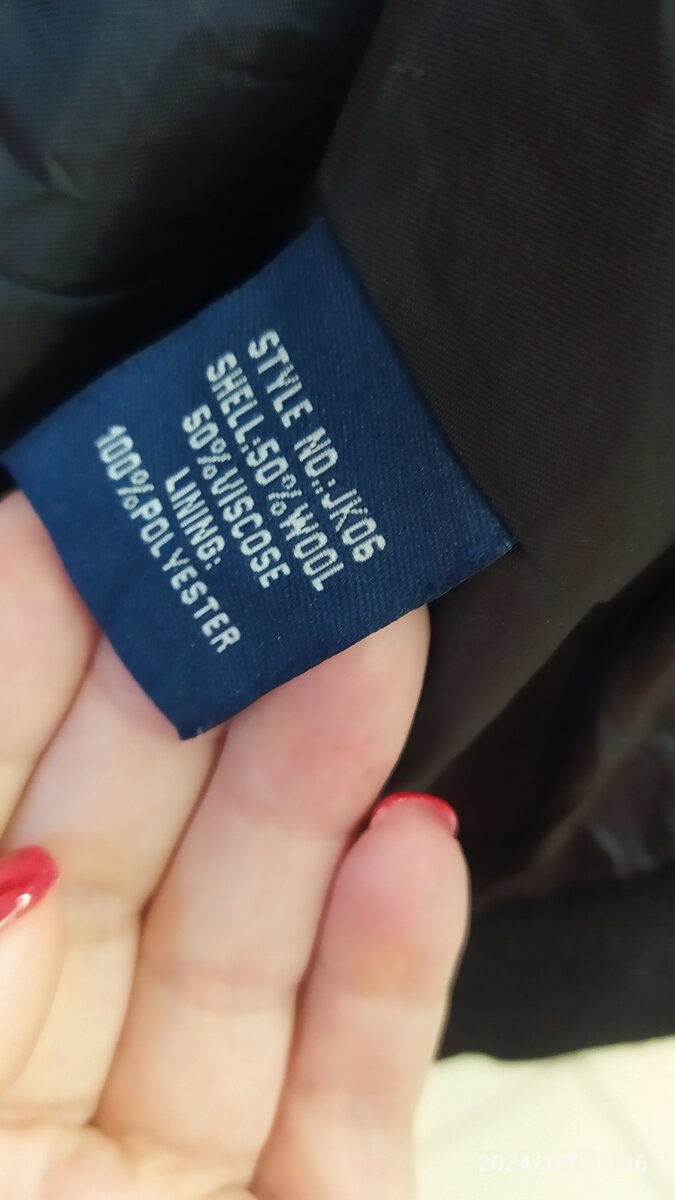 STYLE NO.:JK06
SHELL:50%WOOL
50%VISCOSE
LINING:
100%POLYESTER
2024/1/7 11:16